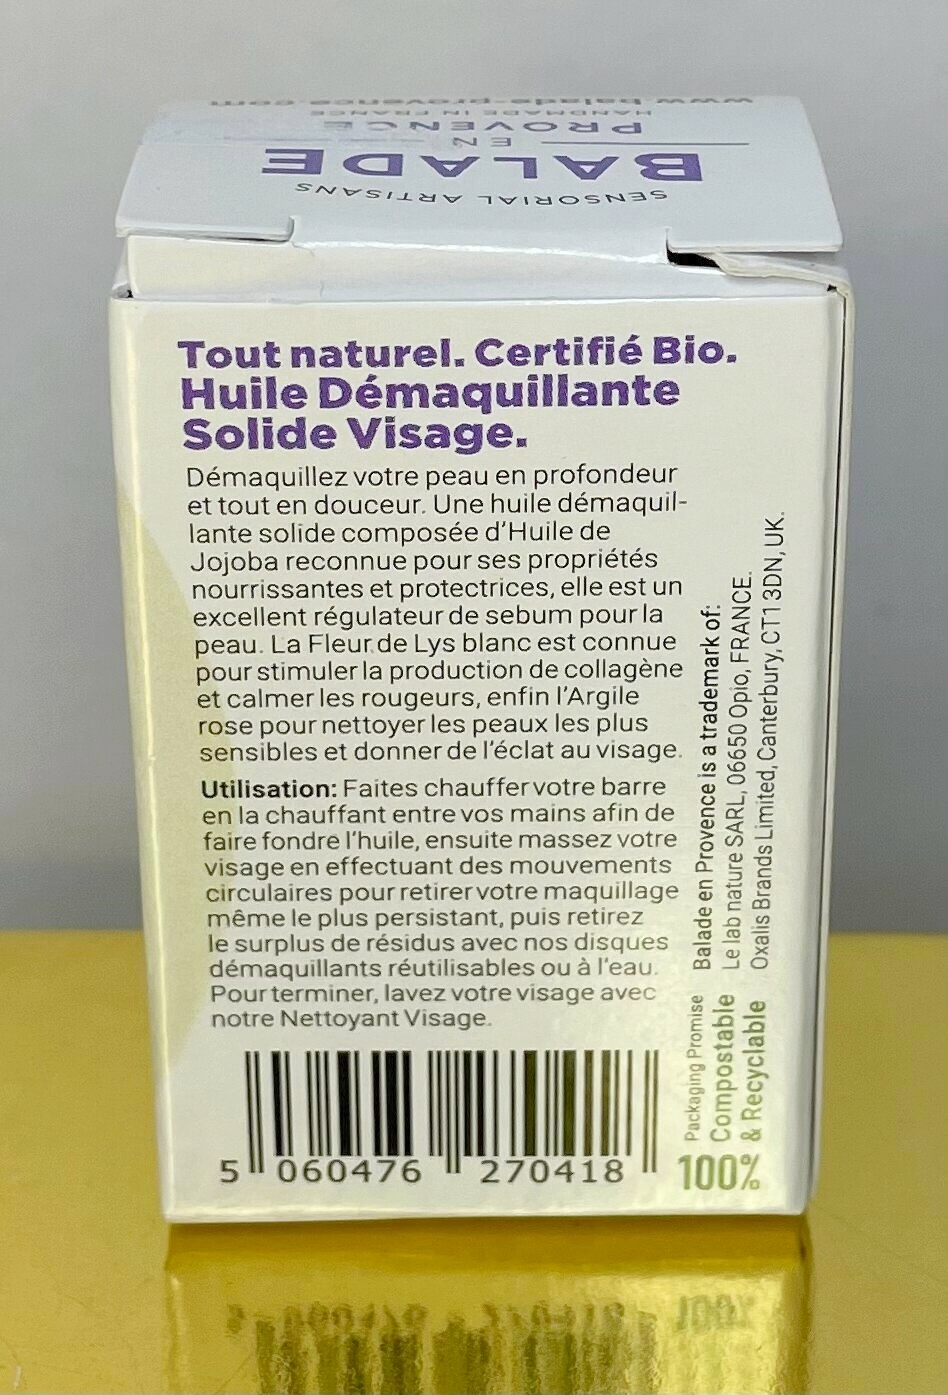 www.balade-provence.com
HANDMADE IN FRANCE
PROVENCE
EN
BALADE
SENSORIAL ARTISANS
Tout naturel. Certifié Bio.
Huile Démaquillante
Solide Visage.
Démaquillez votre peau en profondeur
et tout en douceur. Une huile démaquil-
lante solide composée d'Huile de
Jojoba reconnue pour ses propriétés
nourrissantes et protectrices, elle est un
excellent régulateur de sebum pour la
peau. La Fleur de Lys blanc est connue
pour stimuler la production de collagène
et calmer les rougeurs, enfin l'Argile
rose pour nettoyer les peaux les plus
sensibles et donner de l'éclat au visage.
Utilisation: Faites chauffer votre barre
en la chauffant entre vos mains afin de
faire fondre l'huile, ensuite massez votre
visage en effectuant des mouvements
circulaires pour retirer votre maquillage
même le plus persistant, puis retirez
le surplus de résidus avec nos disques
démaquillants réutilisables ou à l'eau.
Pour terminer, lavez votre visage avec
notre Nettoyant Visage.
5 060476 270418
Balade en Provence is a trademark of:
Le lab nature SARL, 06650 Opio, FRANCE.
Oxalis Brands Limited, Canterbury, CT1 3DN, UK.
Packaging Promise
Compostable
& Recyclable
100%